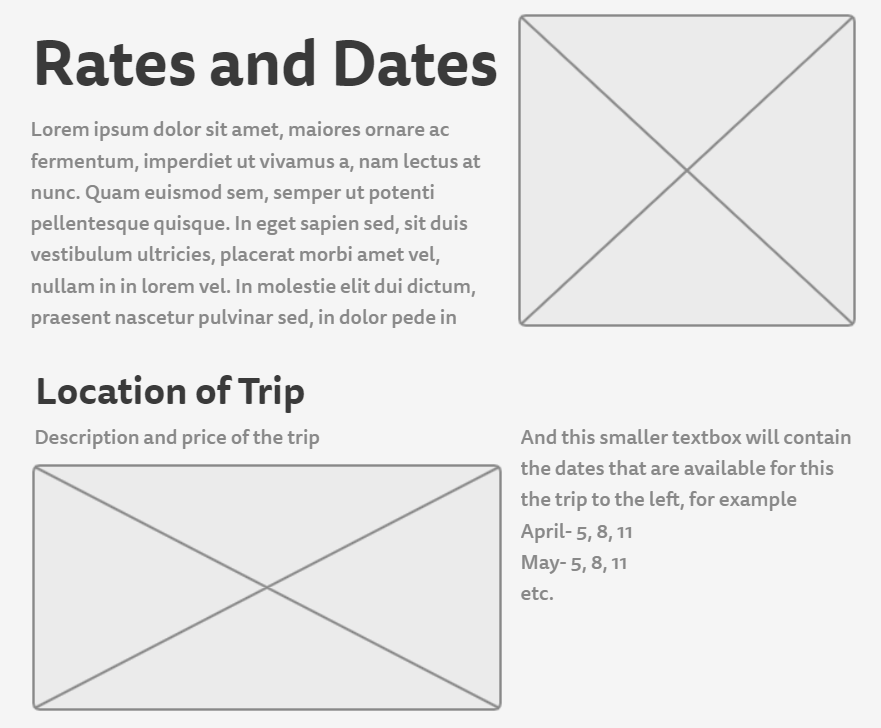 Rates and Dates
Lorem ipsum dolor sit amet, maiores ornare ac
fermentum, imperdiet ut vivamus a, nam lectus at
nunc. Quam euismod sem, semper ut potenti
pellentesque quisque. In eget sapien sed, sit duis
vestibulum ultricies, placerat morbi amet vel,
nullam in in lorem vel. In molestie elit dui dictum,
praesent nascetur pulvinar sed, in dolor pede in
Location of Trip
Description and price of the trip
And this smaller textbox will contain
the dates that are available for this
the trip to the left, for example
April- 5, 8, 11
May- 5, 8, 11
etc.